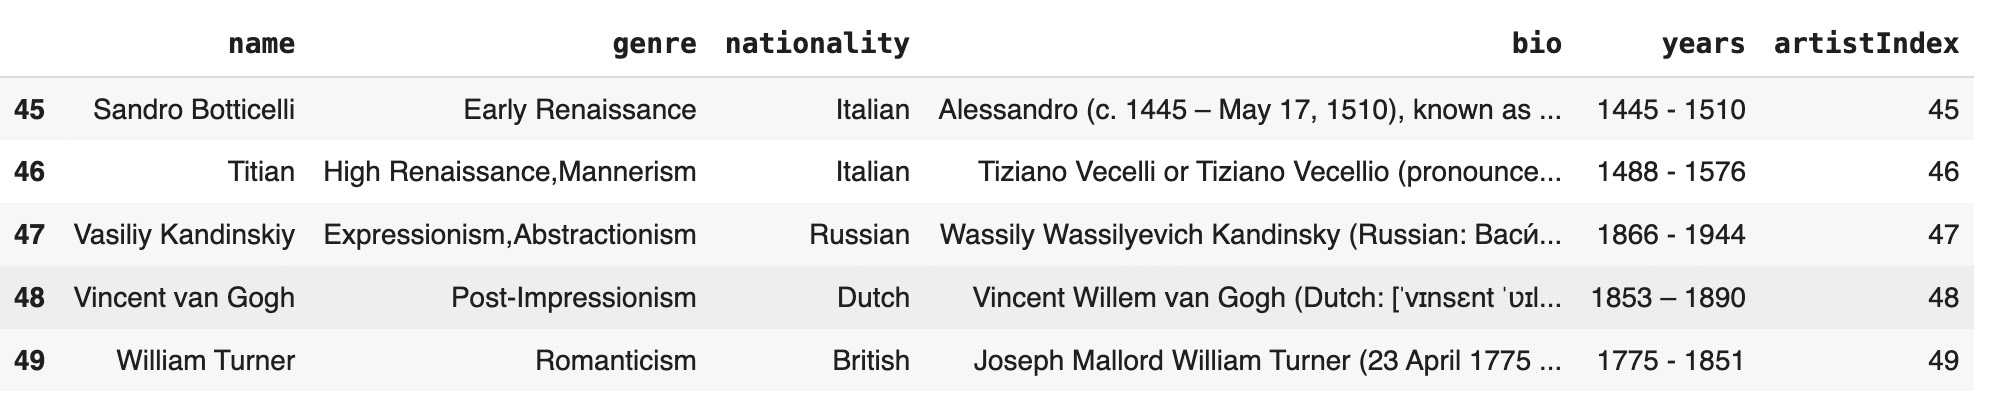 name genre nationality bio years artistIndex
45 Sandro Botticelli Early Renaissance Italian Alessandro (c. 1445 – May 17, 1510), known as ... 1445 - 1510 45
46 Titian High Renaissance,Mannerism Italian Tiziano Vecelli or Tiziano Vecellio (pronounce... 1488 - 1576 46
47 Vasiliy Kandinskiy Expressionism,Abstractionism Russian Wassily Wassilyevich Kandinsky (Russian: Васи́... 1866 - 1944 47
48 Vincent van Gogh Post-Impressionism Dutch Vincent Willem van Gogh (Dutch: [ˈvɪnsɛnt ˈʋɪl... 1853 – 1890 48
49 William Turner Romanticism British Joseph Mallord William Turner (23 April 1775 ... 1775 - 1851 49